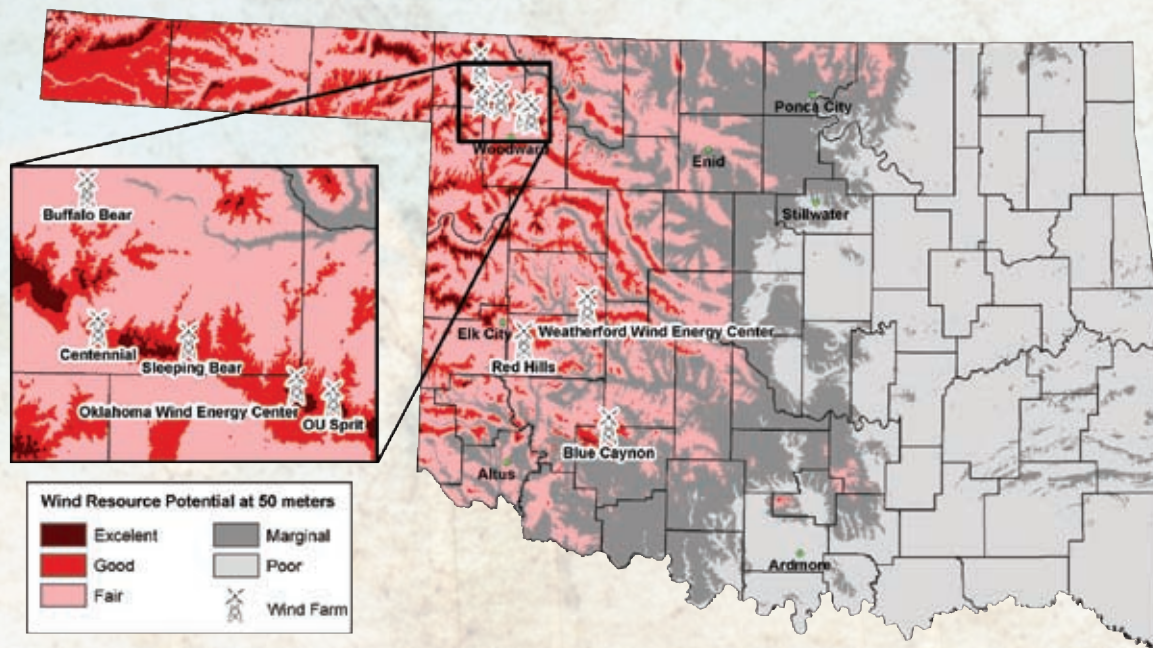 Ponca City
Woodward
Enid
Stillwater
Buffalo Bear
Elk City
Weatherford Wind Energy Center
Centennial
Sleeping Bear
Red Hills
Oklahoma Wind Energy Center
OU Sprit
Blue Caynon
Altus
Ardmore
Wind Resource Potential at 50 meters
Excelent
Marginal
Good
Poor
Fair
Wind Farm